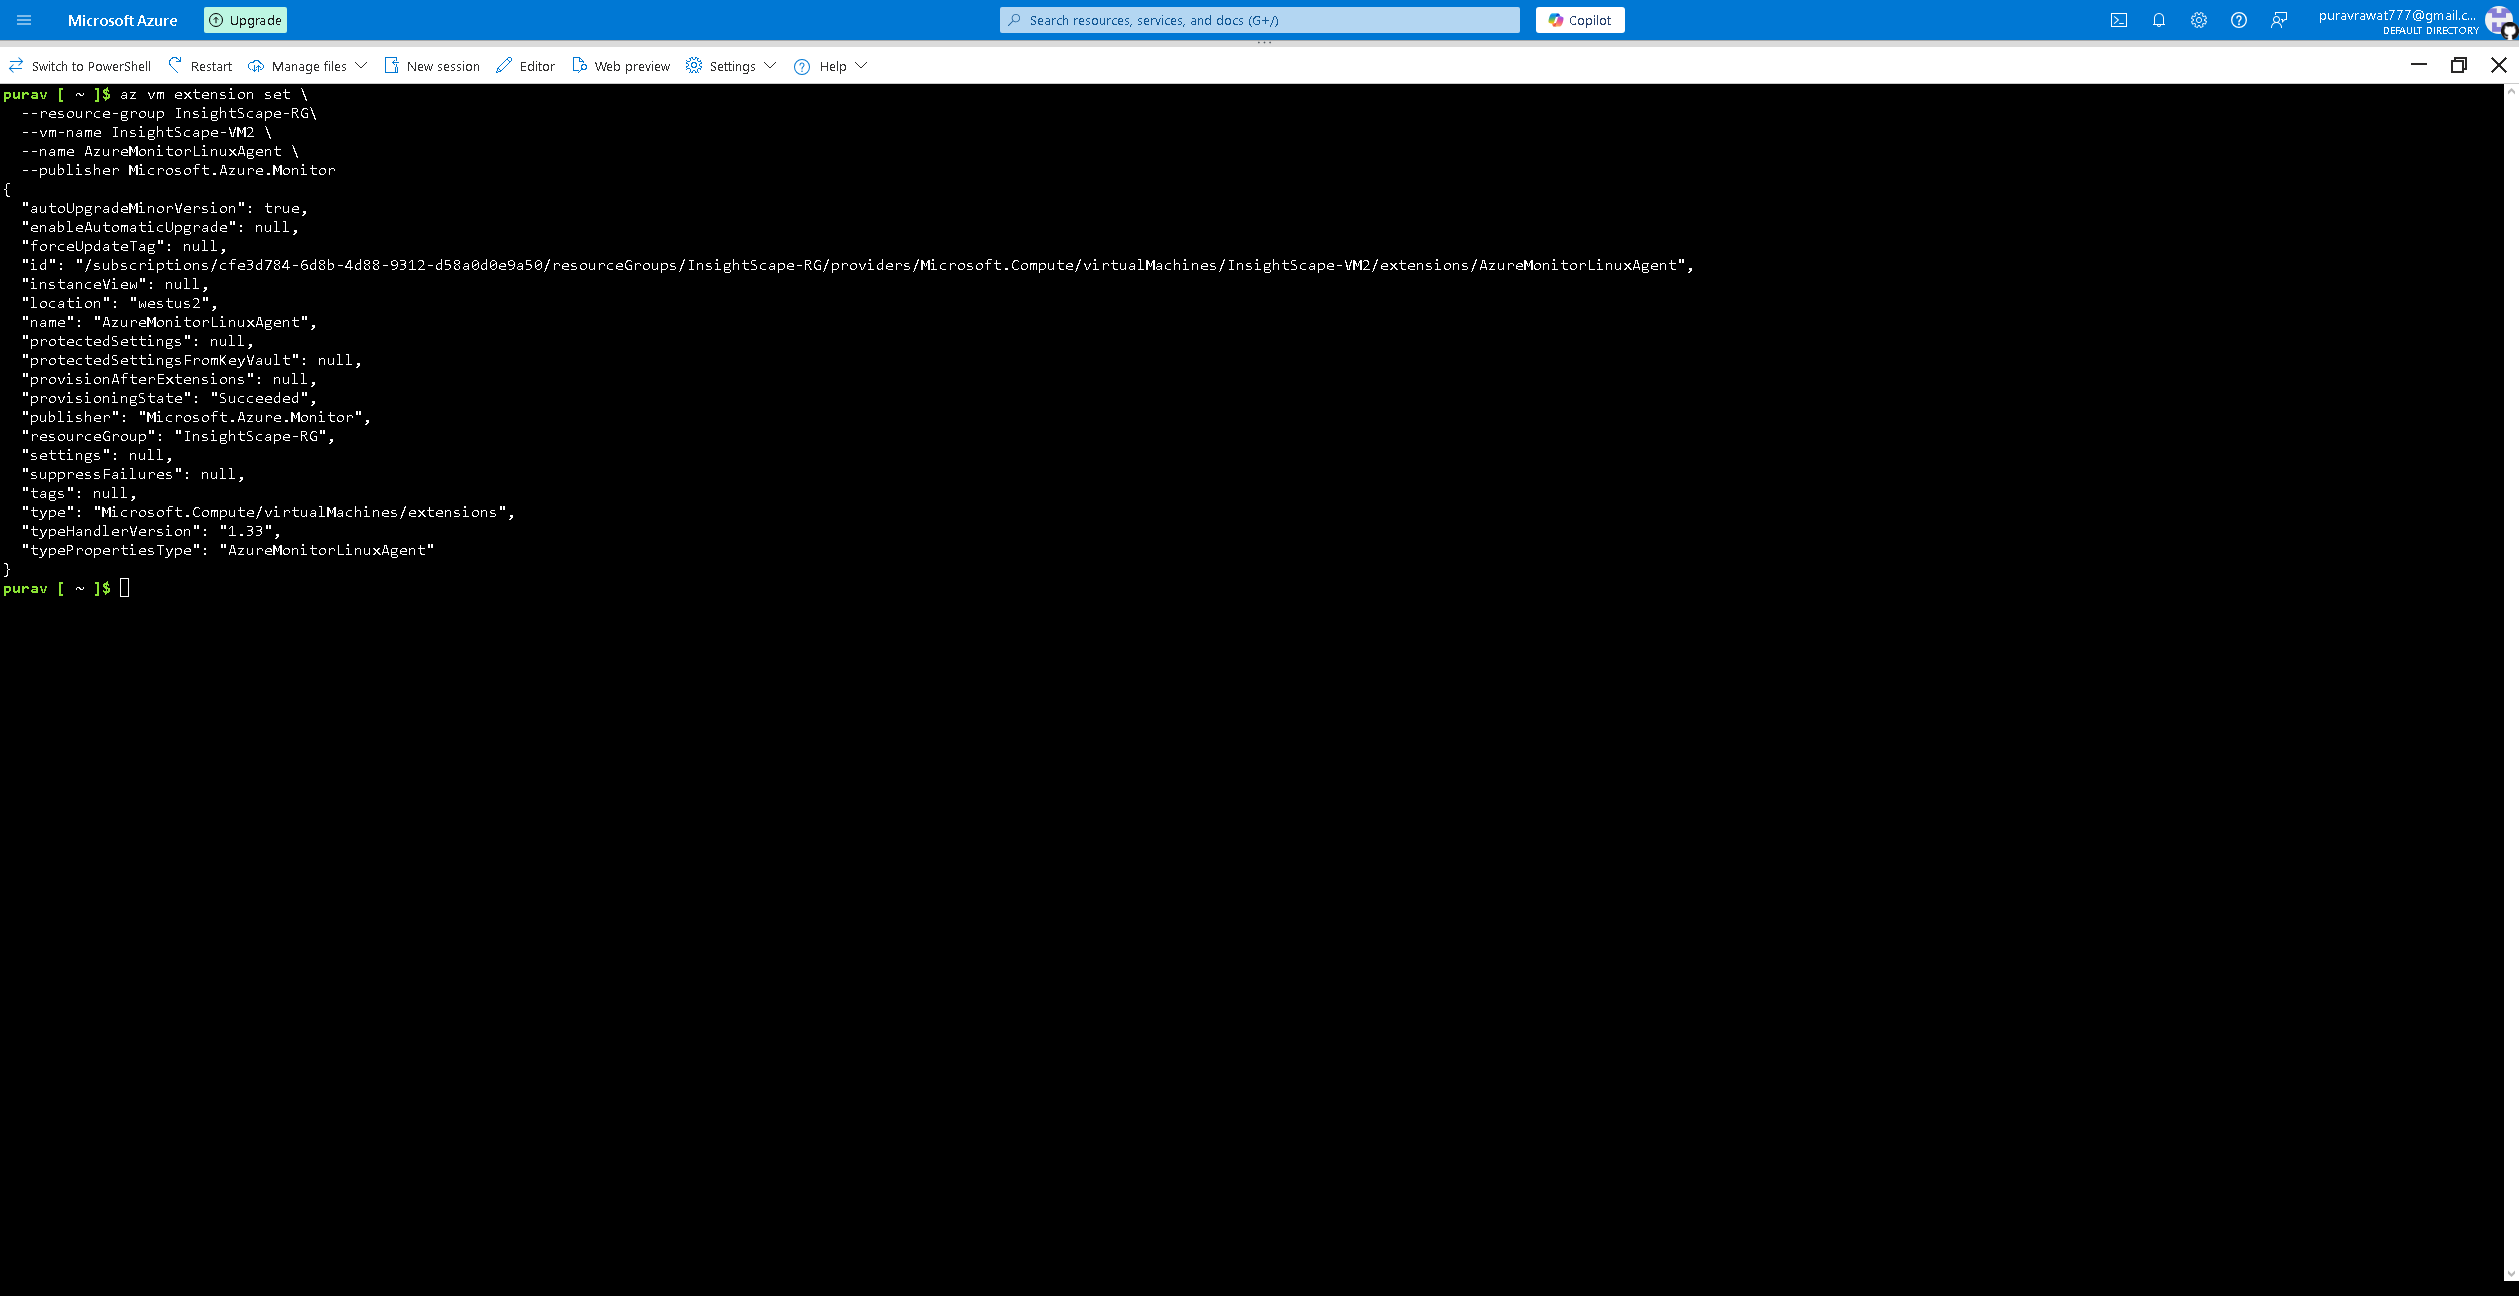 Microsoft Azure
Upgrade
Search resources, services, and docs (G+/)
Copilot
puravrawat777@gmail.c...
DEFAULT DIRECTORY
Switch to PowerShell
Restart
Manage files
New session
Editor
Web preview
Settings
Help
purav [ ~ ]$ az vm extension set \
  --resource-group InsightScape-RG\
  --vm-name InsightScape-VM2 \
  --name AzureMonitorLinuxAgent \
  --publisher Microsoft.Azure.Monitor
{
  "autoUpgradeMinorVersion": true,
  "enableAutomaticUpgrade": null,
  "forceUpdateTag": null,
  "id": "/subscriptions/cfe3d784-6d8b-4d88-9312-d58a0d0e9a50/resourceGroups/InsightScape-RG/providers/Microsoft.Compute/virtualMachines/InsightScape-VM2/extensions/AzureMonitorLinuxAgent",
  "instanceView": null,
  "location": "westus2",
  "name": "AzureMonitorLinuxAgent",
  "protectedSettings": null,
  "protectedSettingsFromKeyVault": null,
  "provisionAfterExtensions": null,
  "provisioningState": "Succeeded",
  "publisher": "Microsoft.Azure.Monitor",
  "resourceGroup": "InsightScape-RG",
  "settings": null,
  "suppressFailures": null,
  "tags": null,
  "type": "Microsoft.Compute/virtualMachines/extensions",
  "typeHandlerVersion": "1.33",
  "typePropertiesType": "AzureMonitorLinuxAgent"
}
purav [ ~ ]$